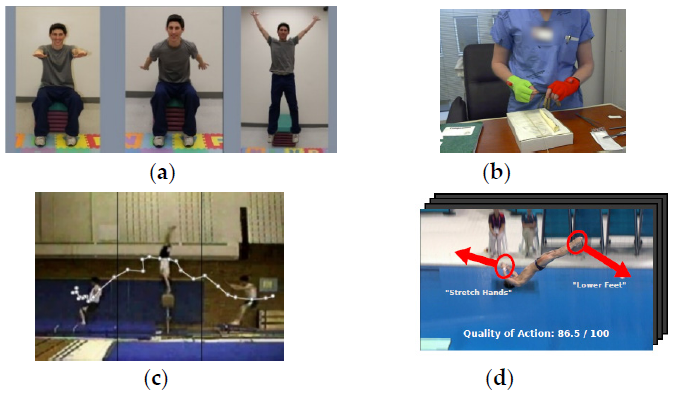 (a)
(b)
(c)
"Stretch Hands"
"Lower Feet"
Quality of Action: 86.5 / 100
(d)